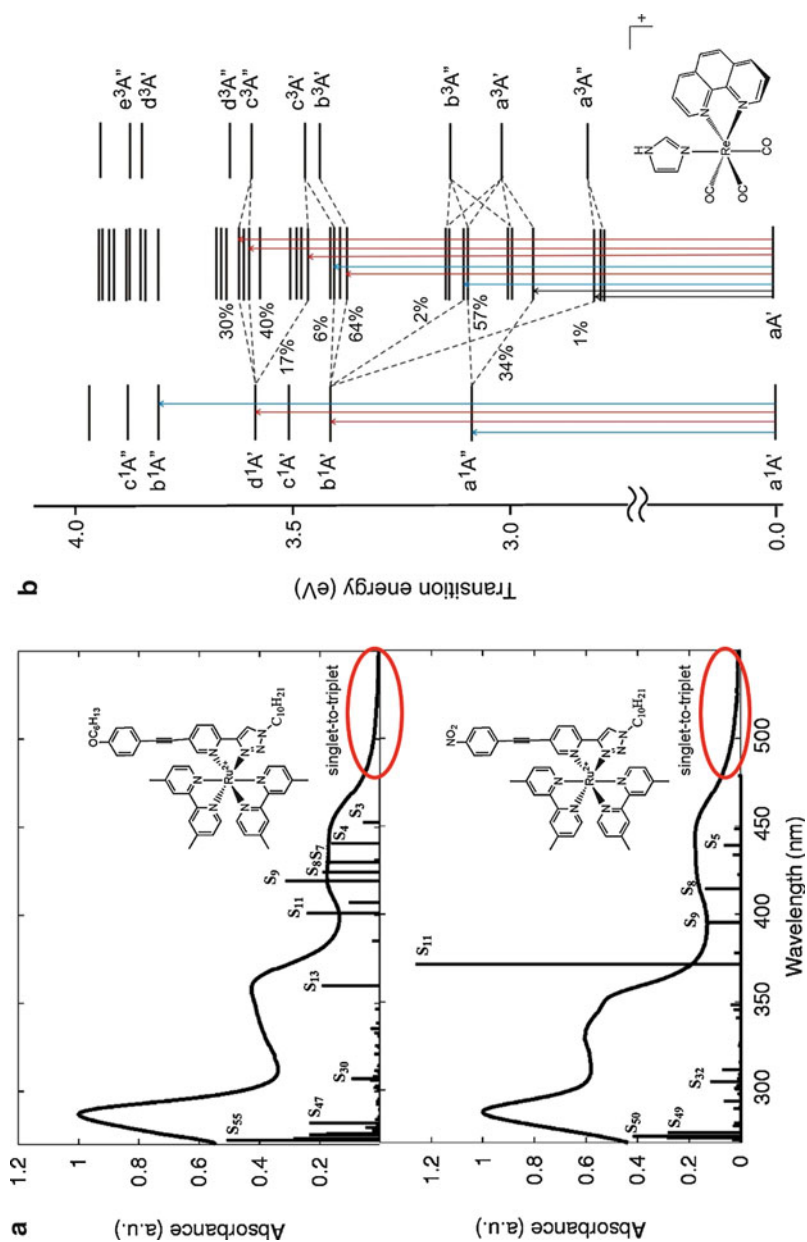 a
Absorbance (a.u.)
1.2
1
0.8
0.6
0.4
0.2
S55
S47
S30
S13
S11
S9
S8S7
S4
S3
singlet-to-triplet
OC6H13
N
N
N
N
N
N
N
N
Ru2+
C10H21
Absorbance (a.u.)
1.2
1
0.8
0.6
0.4
0.2
0
S50
S49
S32
S11
S9
S8
S5
singlet-to-triplet
NO2
N
N
N
N
N
N
N
N
Ru2+
C10H21
300
350
400
450
500
Wavelength (nm)
b
Transition energy (eV)
4.0
3.5
3.0
0.0
c1A"
b1A"
d1A'
c1A'
b1A'
a1A"
a1A'
30%
40%
17%
6%
64%
2%
57%
34%
1%
aA'
e3A"
d3A'
d3A"
c3A"
c3A'
b3A'
b3A"
a3A'
a3A"
+
H
N
N
N
N
Re
OC
OC
CO